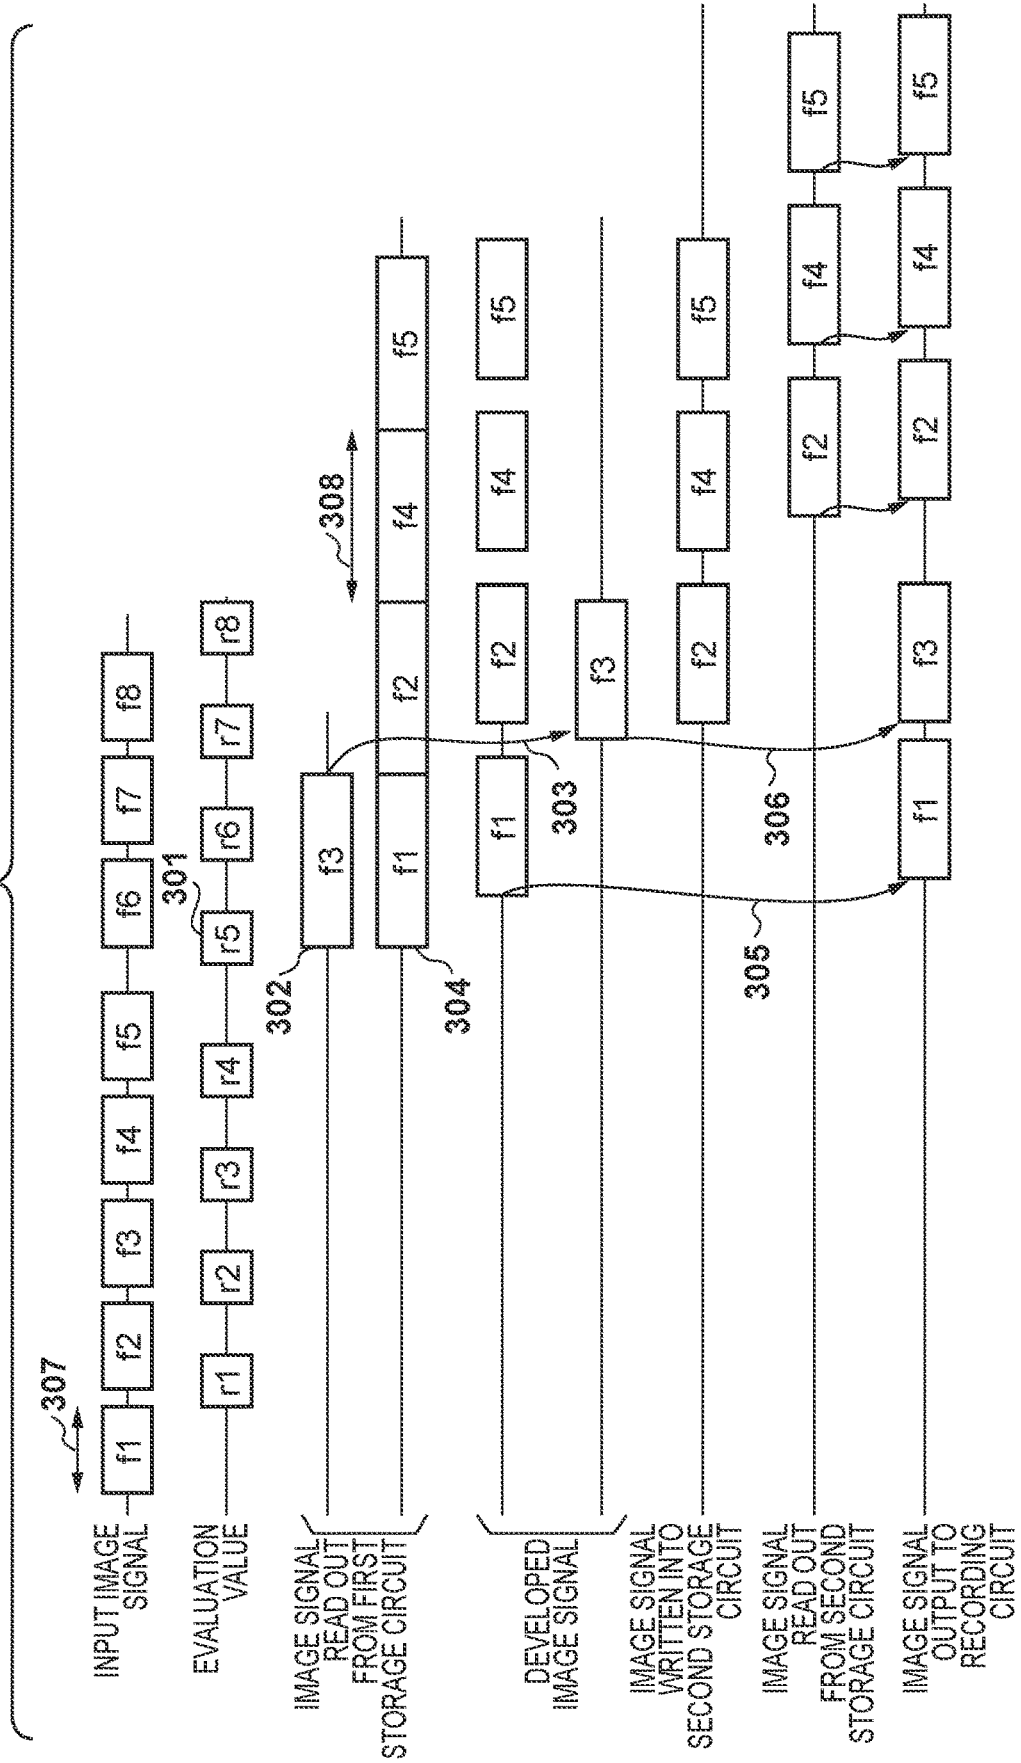 307
INPUT IMAGE
SIGNAL
f1 f2 f3 f4 f5 f6 f7 f8
301
EVALUATION
VALUE
r1 r2 r3 r4 r5 r6 r7 r8
302
IMAGE SIGNAL
READ OUT
FROM FIRST
STORAGE CIRCUIT
f3
308
f1 f2 f4 f5
304
DEVELOPED
IMAGE SIGNAL
f1 f2 f4 f5
303
f3
IMAGE SIGNAL
WRITTEN INTO
SECOND STORAGE
CIRCUIT
f2 f4 f5
305
306
IMAGE SIGNAL
READ OUT
FROM SECOND
STORAGE CIRCUIT
f2 f4 f5
IMAGE SIGNAL
OUTPUT TO
RECORDING
CIRCUIT
f1 f3 f2 f4 f5